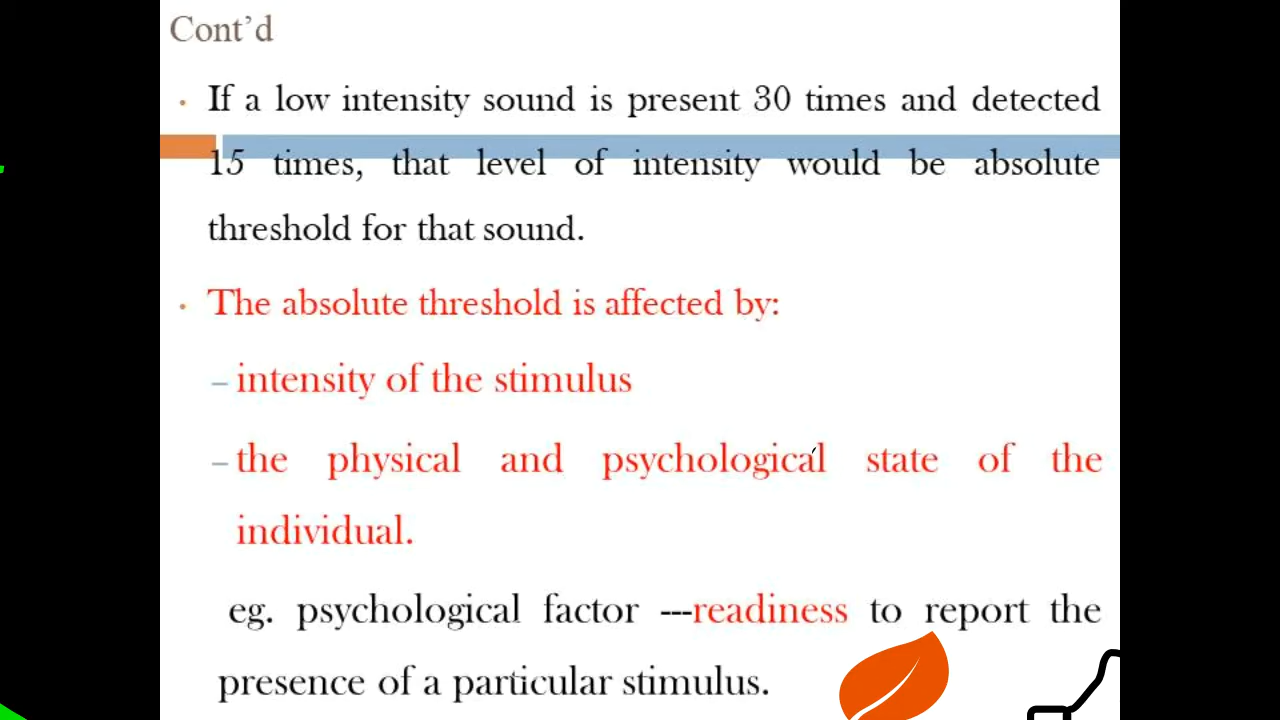 Cont’d
• If a low intensity sound is present 30 times and detected
15 times, that level of intensity would be absolute
threshold for that sound.
• The absolute threshold is affected by:
– intensity of the stimulus
– the physical and psychological state of the
individual.
eg. psychological factor ---readiness to report the
presence of a particular stimulus.